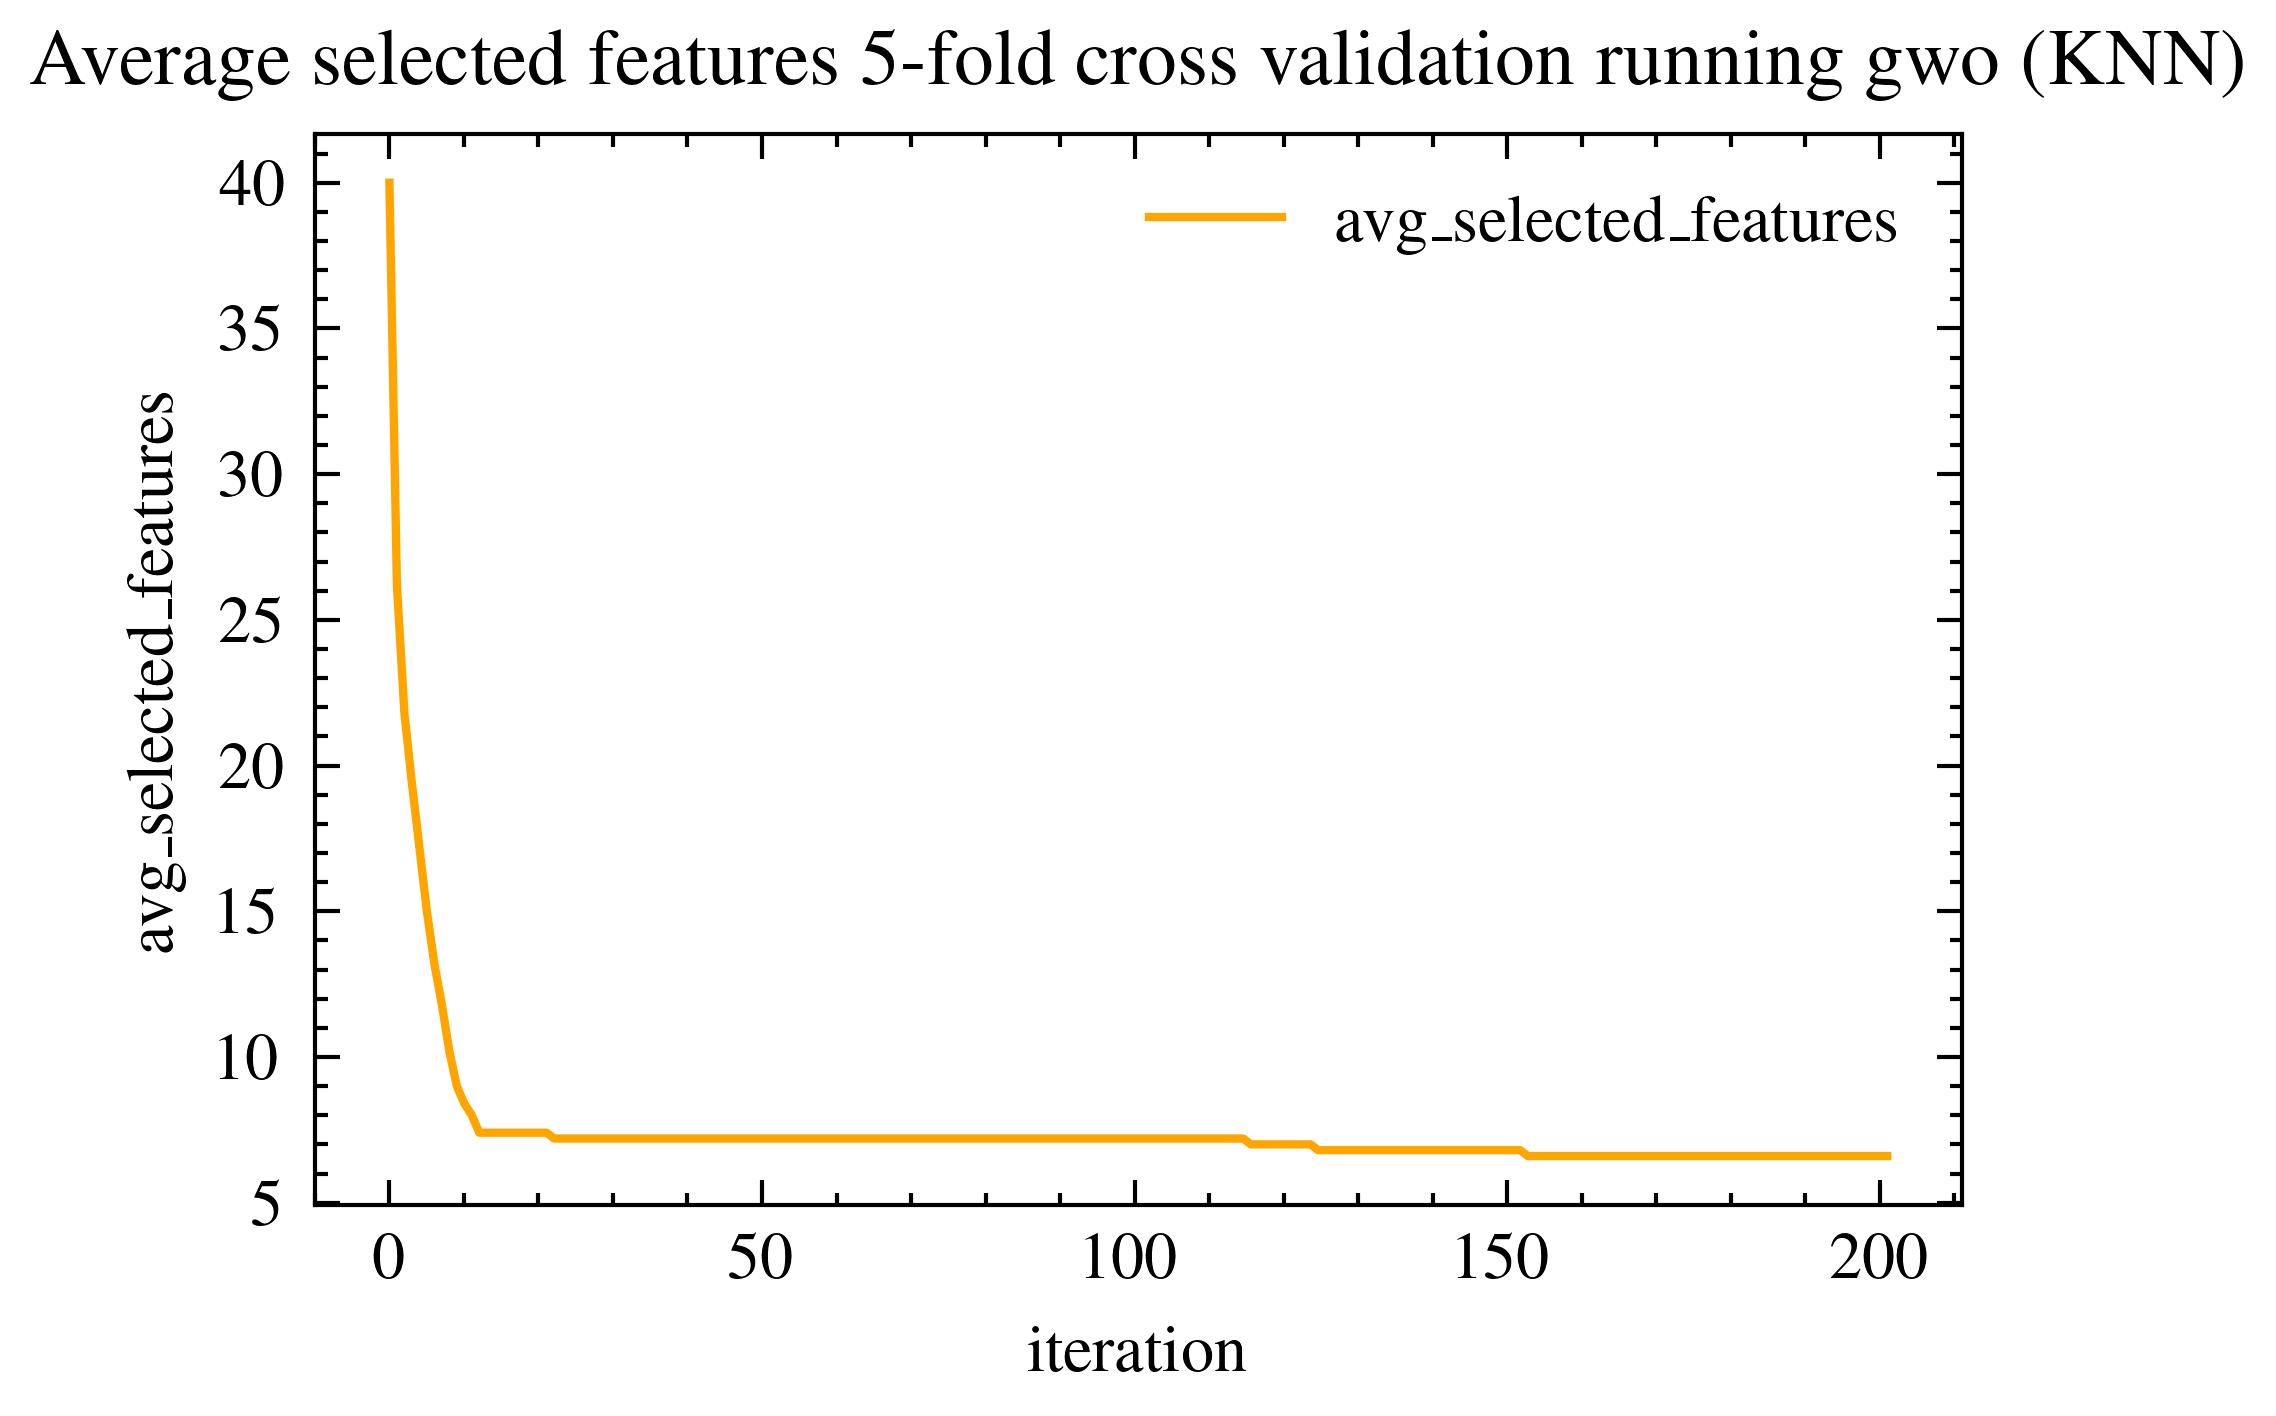 Average selected features 5-fold cross validation running gwo (KNN)
avg_selected_features
avg_selected_features
40
35
30
25
20
15
10
5
0 50 100 150 200
iteration